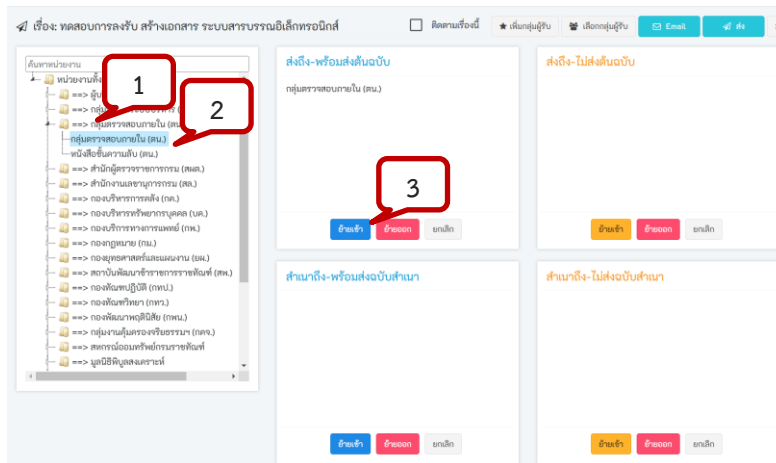 เรื่อง: ทดสอบการลงรับ สร้างเอกสาร ระบบสารบรรณอิเล็กทรอนิกส์
ติดตามเรื่องนี้
★ เพิ่มกลุ่มผู้รับ
เลือกกลุ่มผู้รับ
Email
ส่ง
ค้นหาหน่วยงาน
หน่วยงานทั้ง
==> ผู้บ
==> กลุ่ม
==> กลุ่มตรวจสอบภายใน (ตน
กลุ่มตรวจสอบภายใน (ตน.)
หนังสือชั้นความลับ (ตน.)
==> สำนักผู้ตรวจราชการกรม (สผต.)
==> สำนักงานเลขานุการกรม (สล.)
==> กองบริหารการคลัง (กค.)
==> กองบริหารทรัพยากรบุคคล (บค.)
==> กองบริการทางการแพทย์ (กพ.)
==> กองกฎหมาย (กม.)
==> กองยุทธศาสตร์และแผนงาน (ยผ.)
==> สถาบันพัฒนาข้าราชการราชทัณฑ์ (สพ.)
==> กองทัณฑปฏิบัติ (กทป.)
==> กองทัณฑวิทยา (กทว.)
==> กองพัฒนาพฤตินิสัย (กพน.)
==> กลุ่มงานคุ้มครองจริยธรรมฯ (กคจ.)
==> สหกรณ์ออมทรัพย์กรมราชทัณฑ์
==> มูลนิธิพิบูลสงเคราะห์
1
2
3
ส่งถึง-พร้อมส่งต้นฉบับ
กลุ่มตรวจสอบภายใน (ตน.)
ย้ายเข้า
ย้ายออก
ยกเลิก
ส่งถึง-ไม่ส่งต้นฉบับ
ย้ายเข้า
ย้ายออก
ยกเลิก
สำเนาถึง-พร้อมส่งฉบับสำเนา
ย้ายเข้า
ย้ายออก
ยกเลิก
สำเนาถึง-ไม่ส่งฉบับสำเนา
ย้ายเข้า
ย้ายออก
ยกเลิก